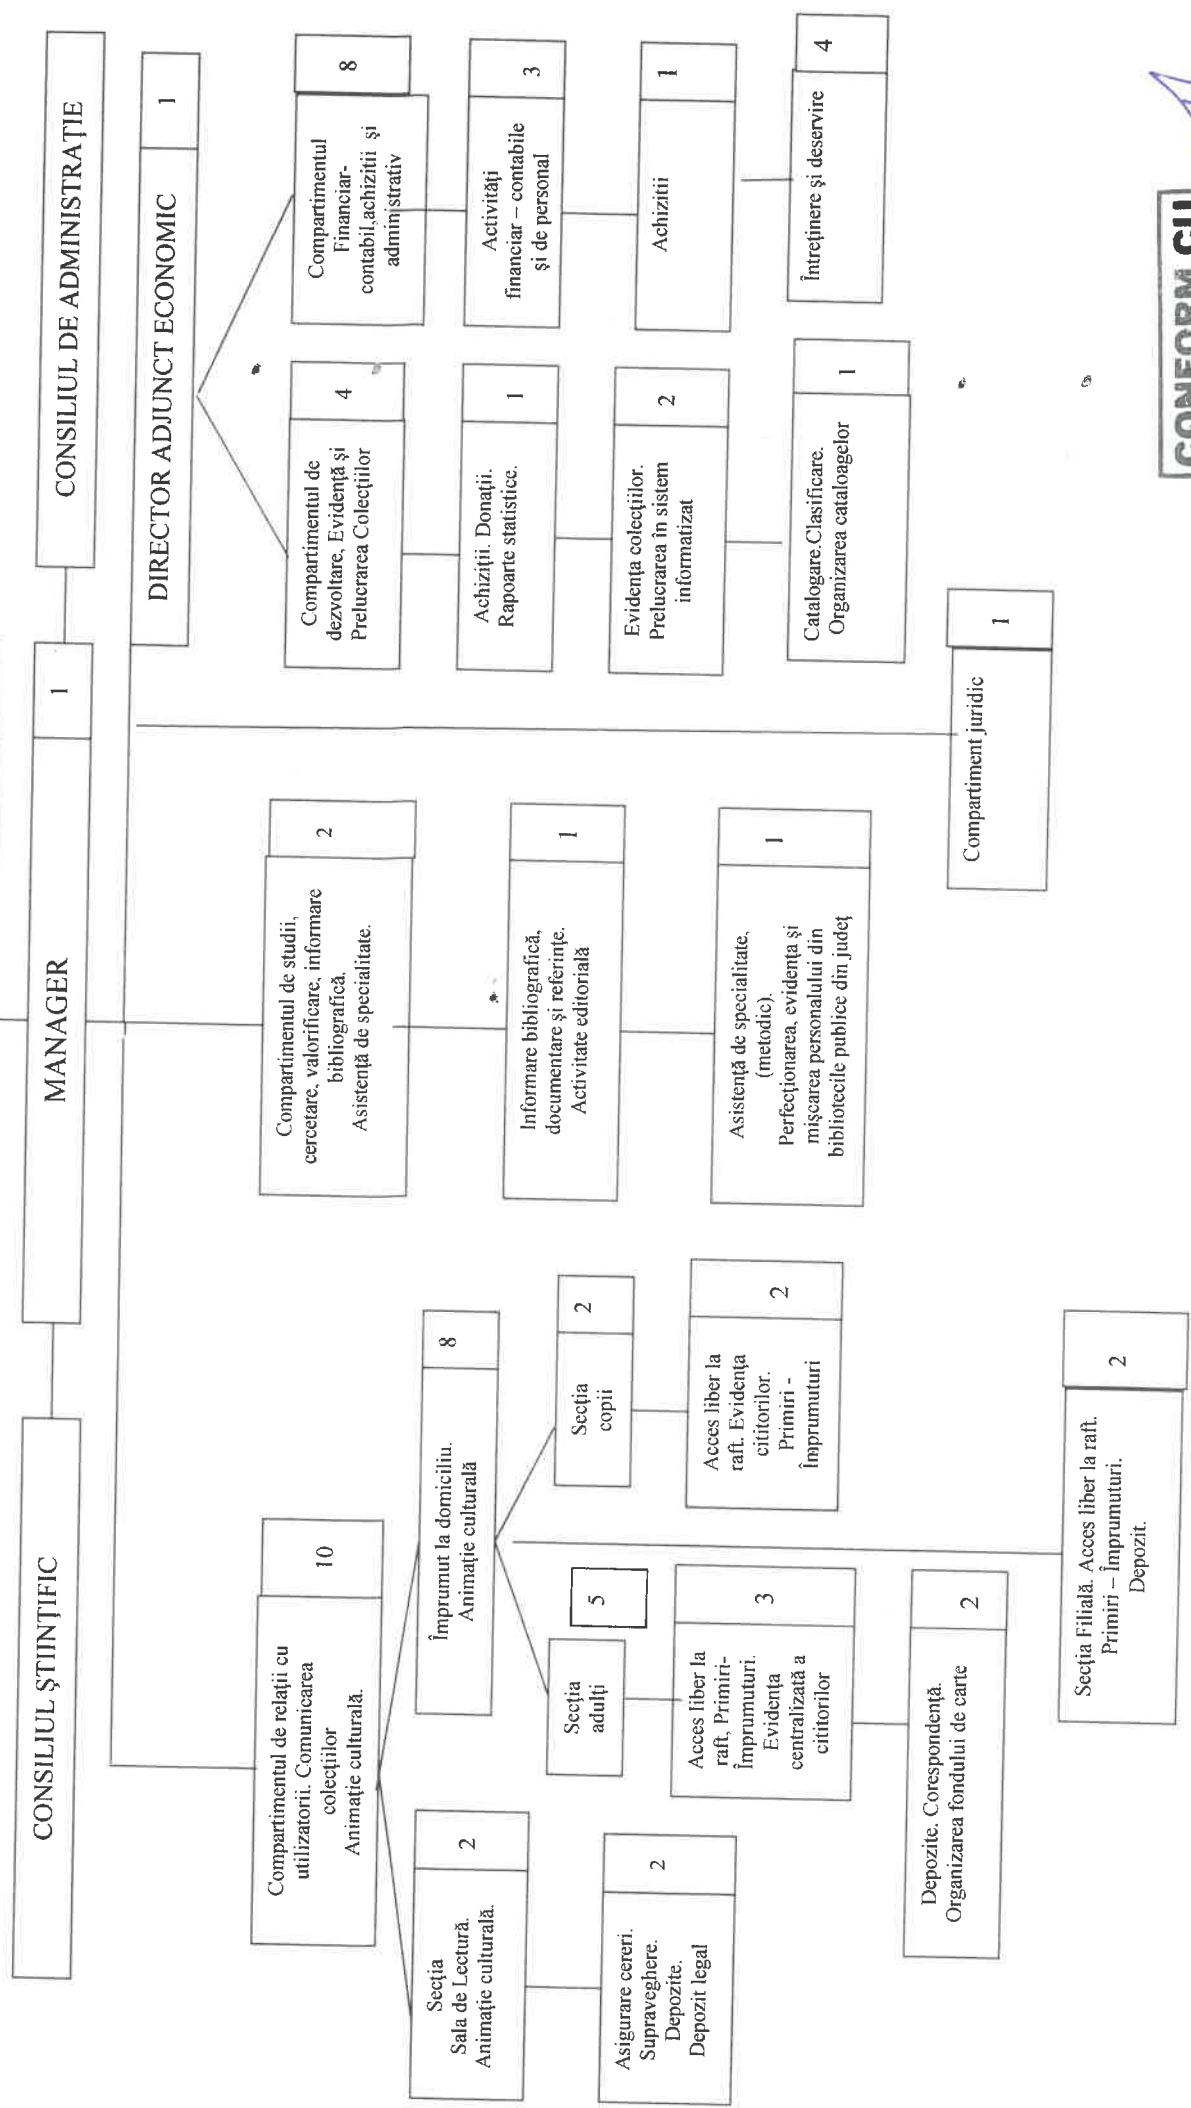 CONSILIUL ȘTIINȚIFIC
MANAGER
1
CONSILIUL DE ADMINISTRAȚIE
DIRECTOR ADJUNCT ECONOMIC
1
Compartimentul de relații cu
utilizatorii. Comunicarea
colecțiilor
Animație culturală.
10
Compartimentul de studii,
cercetare, valorificare, informare
bibliografică.
Asistență de specialitate.
2
Compartimentul de
dezvoltare, Evidență și
Prelucrarea Colecțiilor
4
Compartimentul
Financiar-
contabil,achizitii și
administrativ
8
Secția
Sala de Lectură.
Animație culturală.
2
Împrumut la domiciliu.
Animație culturală
8
Informare bibliografică,
documentare și referințe.
Activitate editorială
1
Achiziții. Donații.
Rapoarte statistice.
1
Activități
financiar – contabile
și de personal
3
Secția
adulți
5
Secția
copii
2
Asigurare cereri.
Supraveghere.
Depozite.
Depozit legal
2
Acces liber la
raft, Primiri-
Împrumuturi.
Evidența
centralizată a
cititorilor
3
Acces liber la
raft. Evidența
cititorilor.
Primiri -
Împrumuturi
2
Asistență de specialitate.
(metodic).
Perfecționarea, evidența și
mișcarea personalului din
bibliotecile publice din județ
1
Evidența colecțiilor.
Prelucrarea în sistem
informatizat
2
Achizitii
1
Catalogare.Clasificare.
Organizarea cataloagelor
1
Întreținere și deservire
4
Depozite. Corespondență.
Organizarea fondului de carte
2
Compartiment juridic
1
Secția Filială. Acces liber la raft.
Primiri – Împrumuturi.
Depozit.
2
CONFORM CU